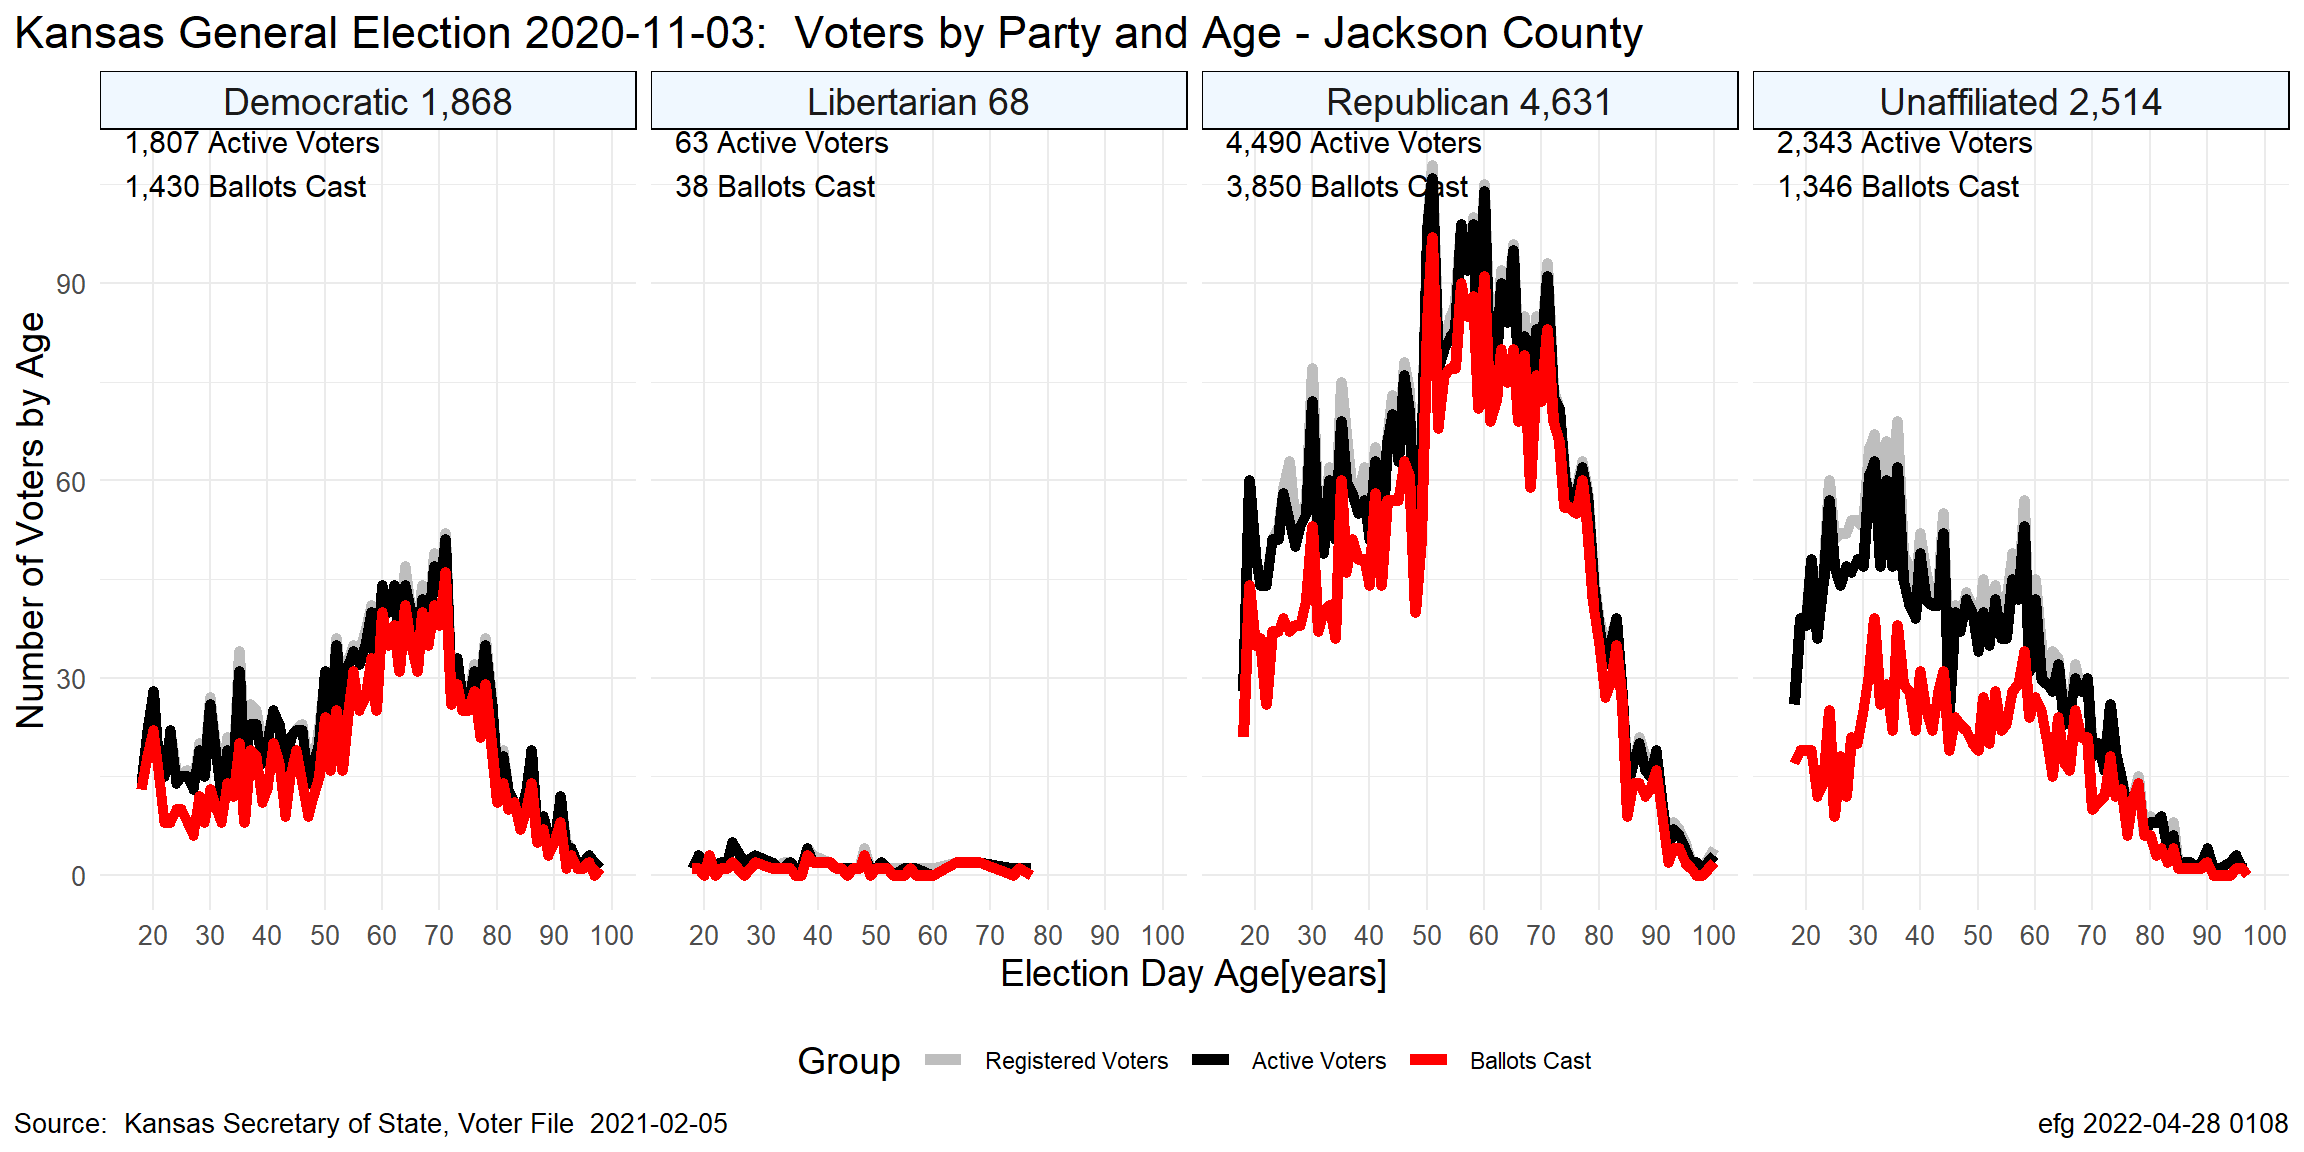 Kansas General Election 2020-11-03:  Voters by Party and Age - Jackson County
Democratic 1,868
Libertarian 68
Republican 4,631
Unaffiliated 2,514
1,807 Active Voters
1,430 Ballots Cast
63 Active Voters
38 Ballots Cast
4,490 Active Voters
3,850 Ballots Cast
2,343 Active Voters
1,346 Ballots Cast
Number of Voters by Age
90
60
30
0
20 30 40 50 60 70 80 90 100
20 30 40 50 60 70 80 90 100
20 30 40 50 60 70 80 90 100
20 30 40 50 60 70 80 90 100
Election Day Age[years]
Group Registered Voters Active Voters Ballots Cast
Source:  Kansas Secretary of State, Voter File  2021-02-05
efg 2022-04-28 0108